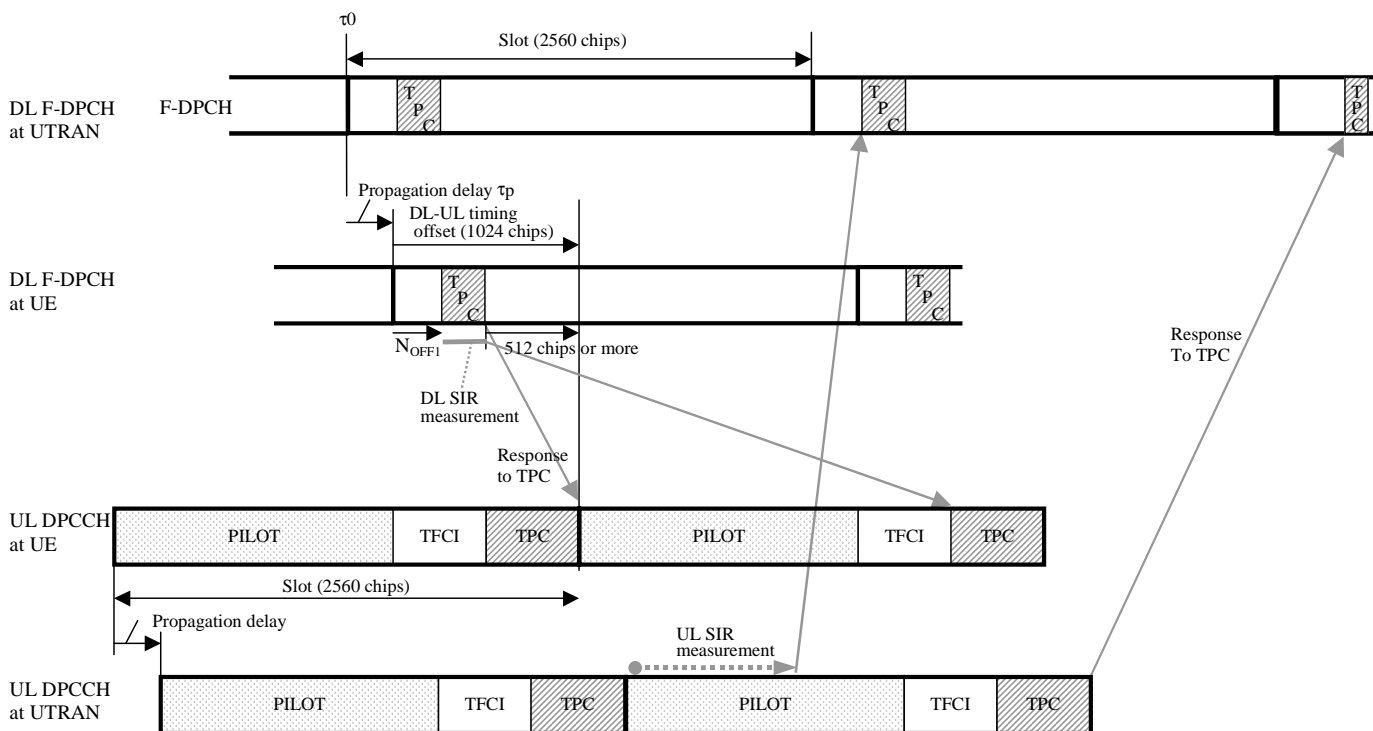 τ0
Slot (2560 chips)
DL F-DPCH
at UTRAN
F-DPCH
T
P
C
T
P
C
T
P
C
Propagation delay τp
DL-UL timing
offset (1024 chips)
DL F-DPCH
at UE
T
P
C
T
P
C
NOFF1
512 chips or more
DL SIR
measurement
Response
to TPC
Response
To TPC
UL DPCCH
at UE
PILOT
TFCI
TPC
PILOT
TFCI
TPC
Slot (2560 chips)
Propagation delay
UL SIR
measurement
UL DPCCH
at UTRAN
PILOT
TFCI
TPC
PILOT
TFCI
TPC